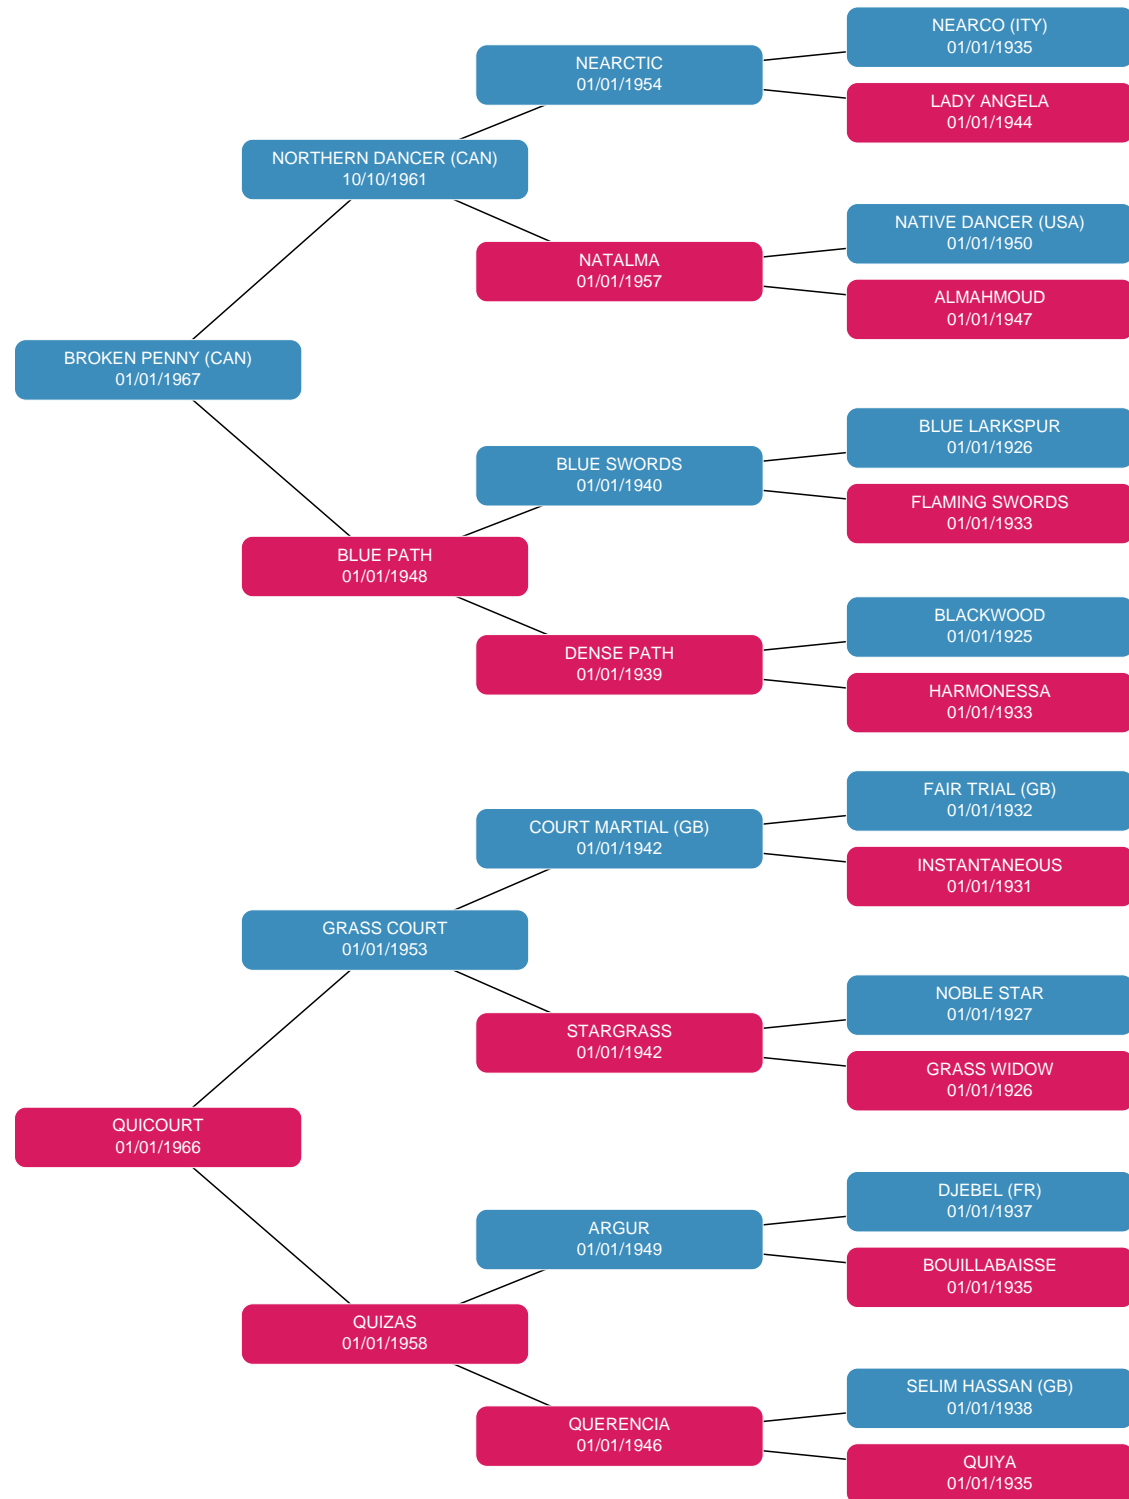 NEARCO (ITY)
01/01/1935
NEARCTIC
01/01/1954
LADY ANGELA
01/01/1944
NORTHERN DANCER (CAN)
10/10/1961
NATIVE DANCER (USA)
01/01/1950
NATALMA
01/01/1957
ALMAHMOUD
01/01/1947
BROKEN PENNY (CAN)
01/01/1967
BLUE LARKSPUR
01/01/1926
BLUE SWORDS
01/01/1940
FLAMING SWORDS
01/01/1933
BLUE PATH
01/01/1948
BLACKWOOD
01/01/1925
DENSE PATH
01/01/1939
HARMONESSA
01/01/1933
FAIR TRIAL (GB)
01/01/1932
COURT MARTIAL (GB)
01/01/1942
INSTANTANEOUS
01/01/1931
GRASS COURT
01/01/1953
NOBLE STAR
01/01/1927
STARGRASS
01/01/1942
GRASS WIDOW
01/01/1926
QUICOURT
01/01/1966
DJEBEL (FR)
01/01/1937
ARGUR
01/01/1949
BOUILLABAISSE
01/01/1935
QUIZAS
01/01/1958
SELIM HASSAN (GB)
01/01/1938
QUERENCIA
01/01/1946
QUIYA
01/01/1935